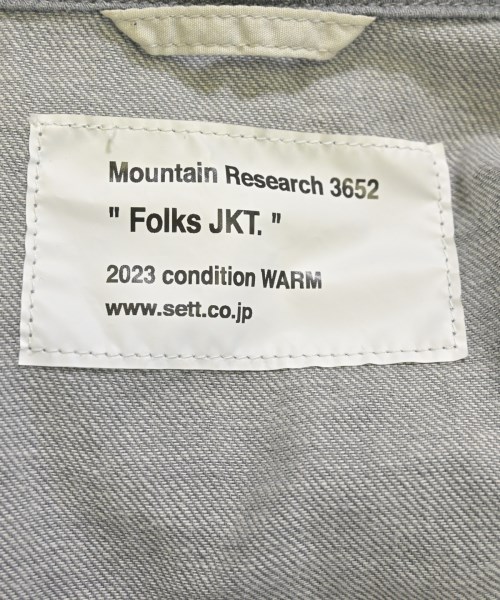 Mountain Research 3652
" Folks JKT. "
2023 condition WARM
www.sett.co.jp